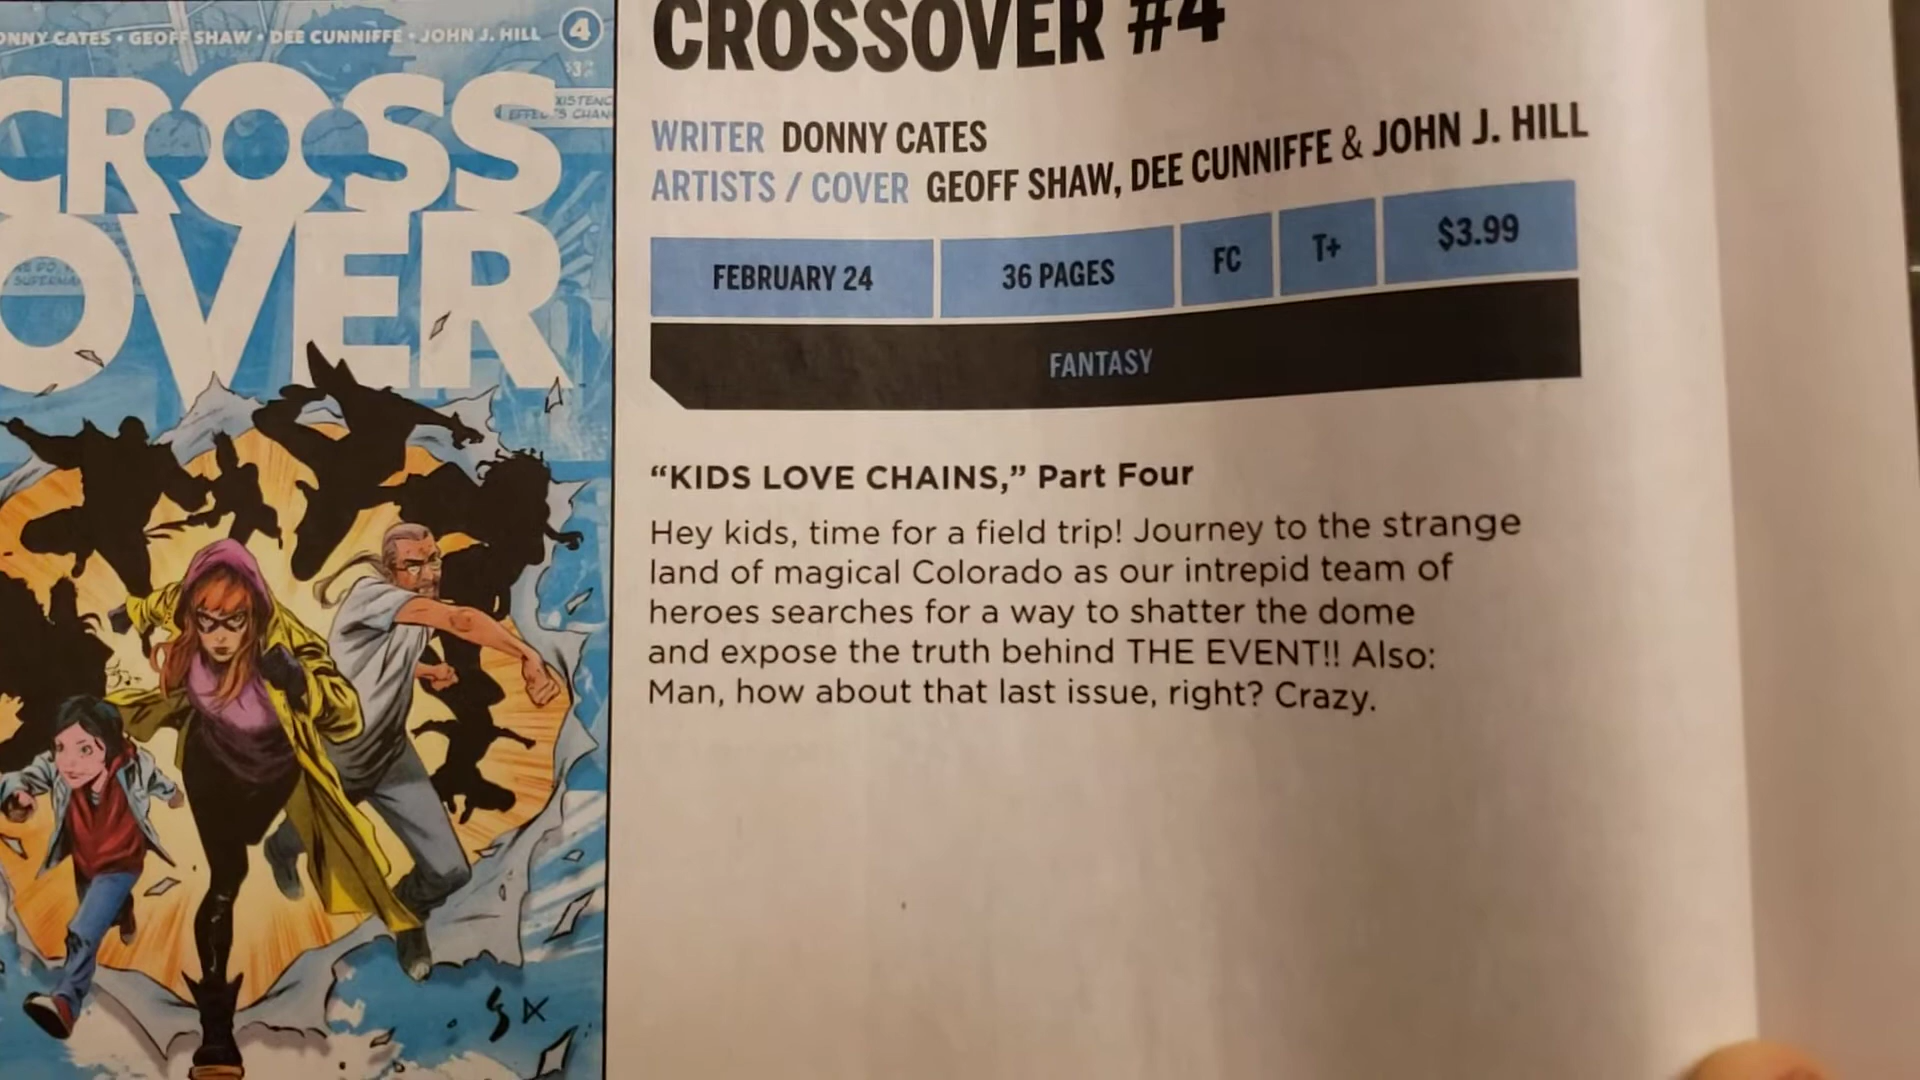 ONNY CATES • GEOFF SHAW • DEE CUNNIFFE • JOHN J. HILL 4
CROSS
OVER
CROSSOVER #4
WRITER DONNY CATES
ARTISTS / COVER GEOFF SHAW, DEE CUNNIFFE & JOHN J. HILL
FEBRUARY 24 36 PAGES FC T+ $3.99
FANTASY
“KIDS LOVE CHAINS,” Part Four
Hey kids, time for a field trip! Journey to the strange
land of magical Colorado as our intrepid team of
heroes searches for a way to shatter the dome
and expose the truth behind THE EVENT!! Also:
Man, how about that last issue, right? Crazy.